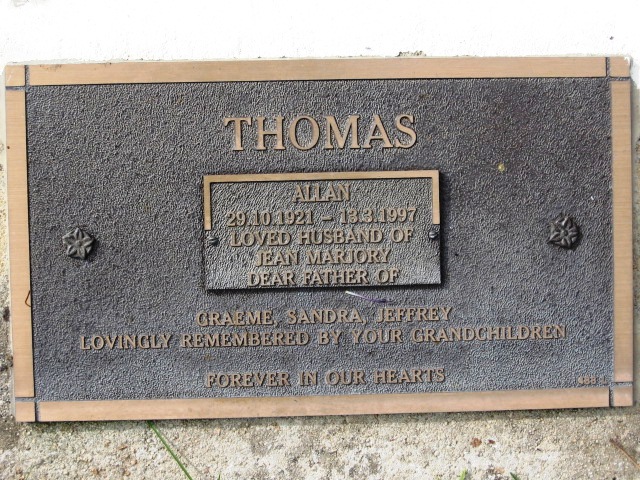 THOMAS
ALLAN
29.10.1921 – 13.3.1997
LOVED HUSBAND OF
JEAN MARJORY
DEAR FATHER OF
GRAEME, SANDRA, JEFFREY
LOVINGLY REMEMBERED BY YOUR GRANDCHILDREN
FOREVER IN OUR HEARTS